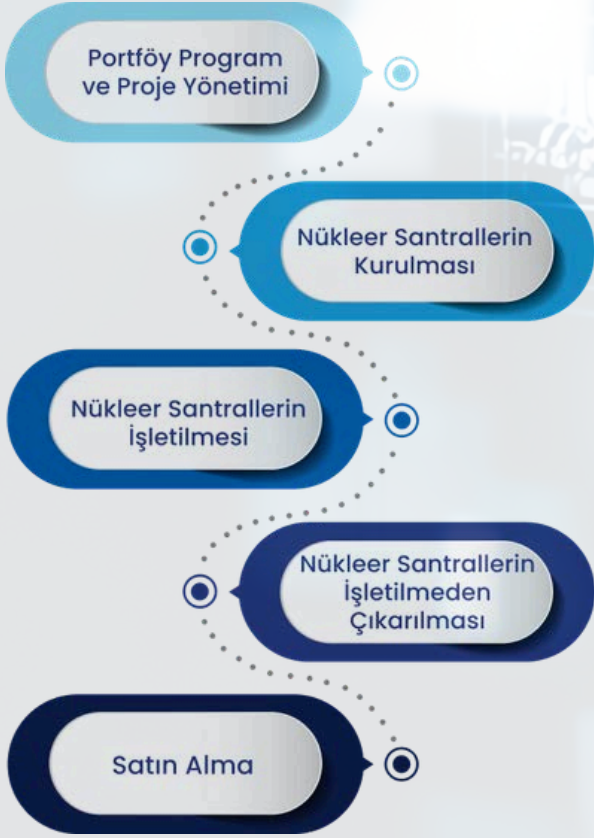 Portföy Program
ve Proje Yönetimi
Nükleer Santrallerin
Kurulması
Nükleer Santrallerin
İşletilmesi
Nükleer Santrallerin
İşletilmeden
Çıkarılması
Satın Alma